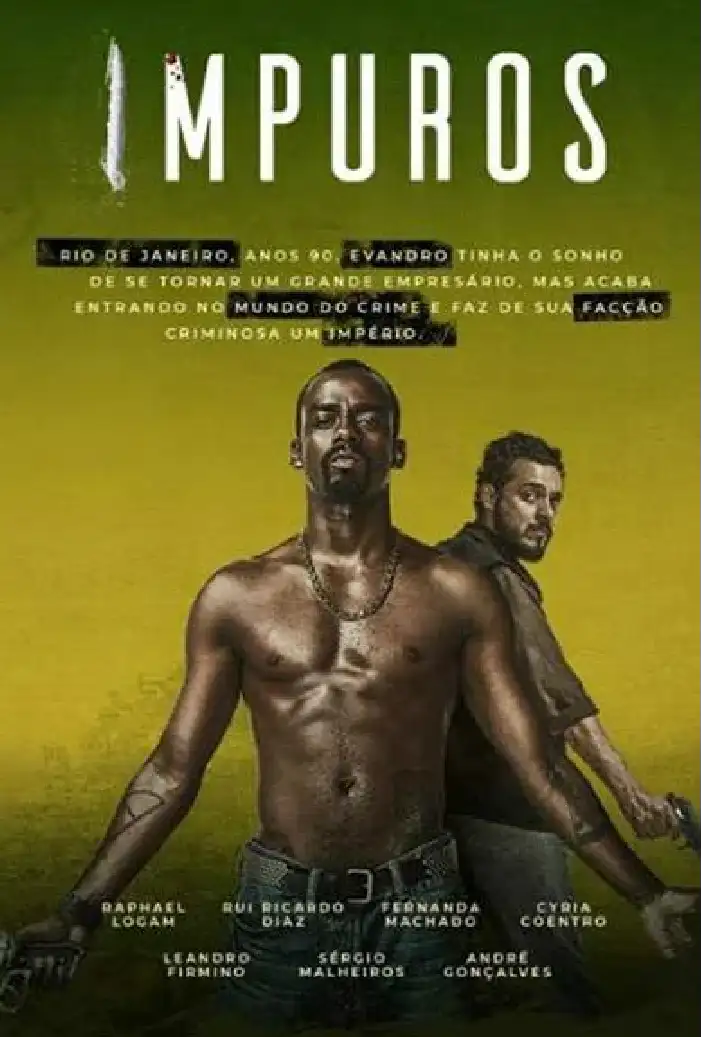 IMPUROS
RIO DE JANEIRO, ANOS 90. EVANDRO TINHA O SONHO
DE SE TORNAR UM GRANDE EMPRESÁRIO, MAS ACABA
ENTRANDO NO MUNDO DO CRIME E FAZ DE SUA FACÇÃO
CRIMINOSA UM IMPÉRIO.
RAPHAEL RUI RICARDO FERNANDA CYRIA
LOGAM DIAZ MACHADO COENTRO
LEANDRO SÉRGIO ANDRÉ
FIRMINO MALHEIROS GONÇALVES